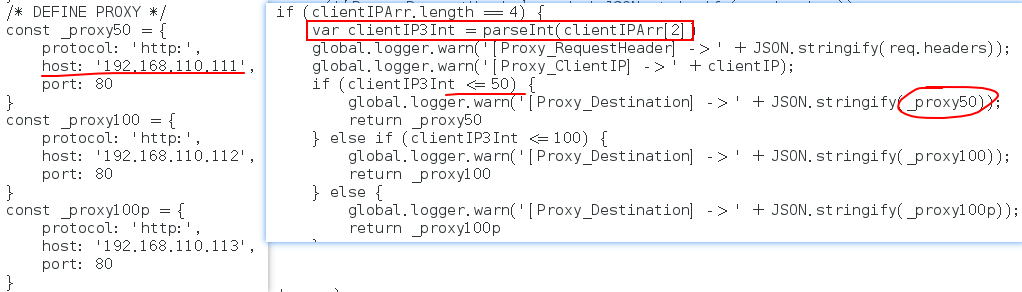 /* DEFINE PROXY */
const _proxy50 = {
protocol: 'http:',
host: '192.168.110.111',
port: 80
}
const _proxy100 = {
protocol: 'http:',
host: '192.168.110.112',
port: 80
}
const _proxy100p = {
protocol: 'http:',
host: '192.168.110.113',
port: 80
}
if (clientIPArr.length == 4) {
var clientIP3Int = parseInt(clientIPArr[2]
global.logger.warn('[Proxy_RequestHeader] ->' + JSON.stringify(req.headers));
global.logger.warn('[Proxy_ClientIP] ->' + clientIP);
if (clientIP3Int <= 50) {
global.logger.warn('[Proxy_Destination] ->' + JSON.stringify(_proxy50));
return _proxy50
} else if (clientIP3Int <= 100) {
global.logger.warn('[Proxy_Destination] ->' + JSON.stringify(_proxy100));
return _proxy100
} else {
global.logger.warn('[Proxy_Destination] ->' + JSON.stringify(_proxy100p));
return _proxy100p